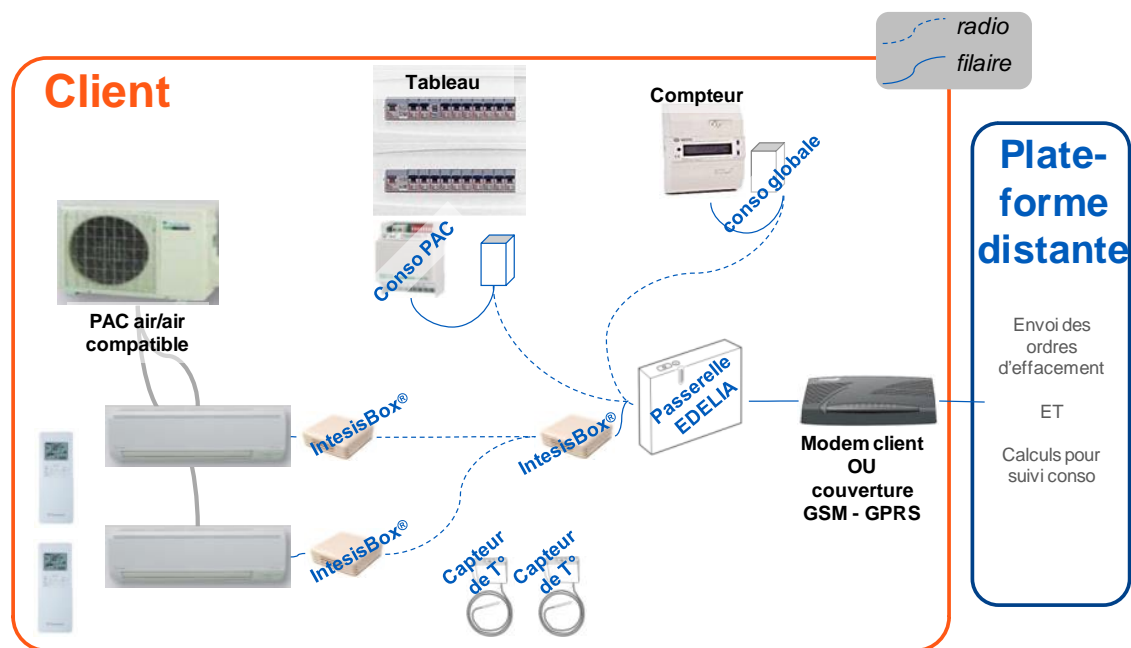 radio
filaire
Client
Tableau
Compteur
conso globale
Conso PAC
PAC air/air
compatible
IntesisBox®
IntesisBox®
IntesisBox®
Passerelle
EDELIA
Modem client
OU
couverture
GSM - GPRS
Capteur
de T°
Capteur
de T°
Plate-
forme
distante
Envoi des
ordres
d'effacement
ET
Calculs pour
suivi conso